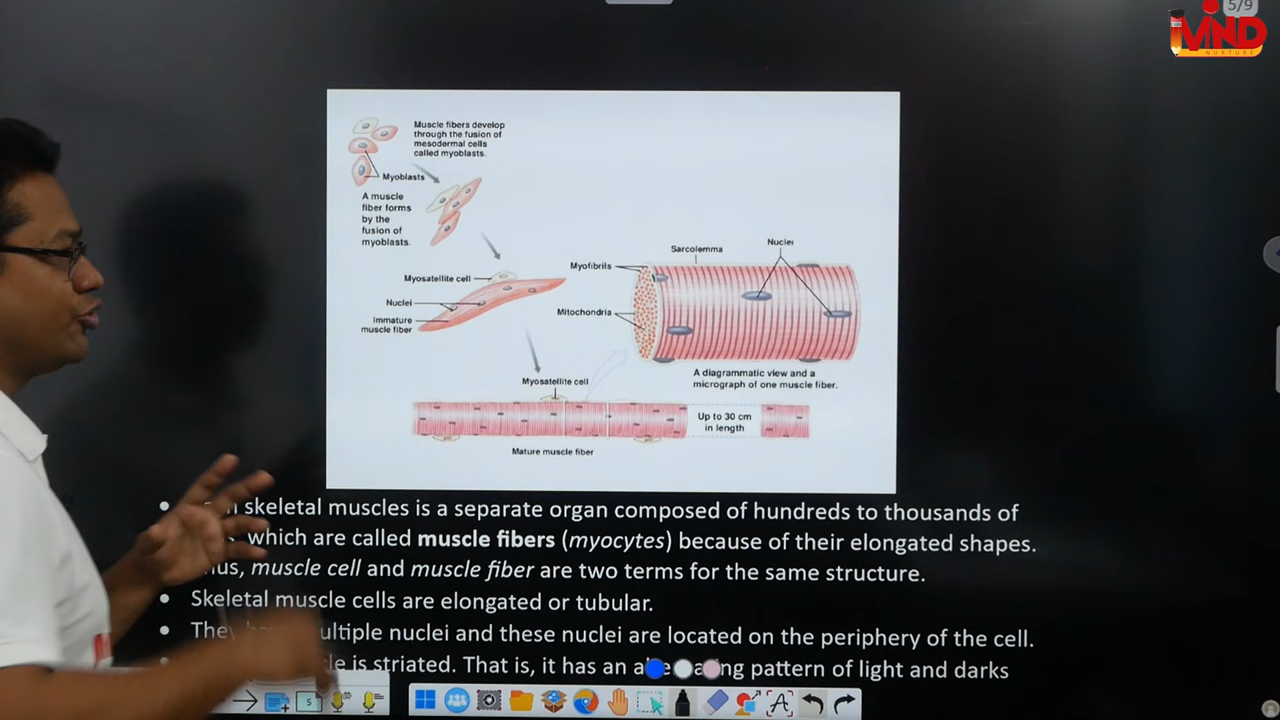 5/9
MIND
NURTURE
Muscle fibers develop
through the fusion of
mesodermal cells
called myoblasts.
Myoblasts
A muscle
fiber forms
by the
fusion of
myoblasts.
Myosatellite cell
Nuclei
Immature
muscle fiber
Sarcolemma
Nuclei
Myofibrils
Mitochondria
A diagrammatic view and a
micrograph of one muscle fiber.
Myosatellite cell
Up to 30 cm
in length
Mature muscle fiber
skeletal muscles is a separate organ composed of hundreds to thousands of
which are called muscle fibers (myocytes) because of their elongated shapes.
muscle cell and muscle fiber are two terms for the same structure.
• Skeletal muscle cells are elongated or tubular.
• They multiple nuclei and these nuclei are located on the periphery of the cell.
is striated. That is, it has an pattern of light and darks
5
A